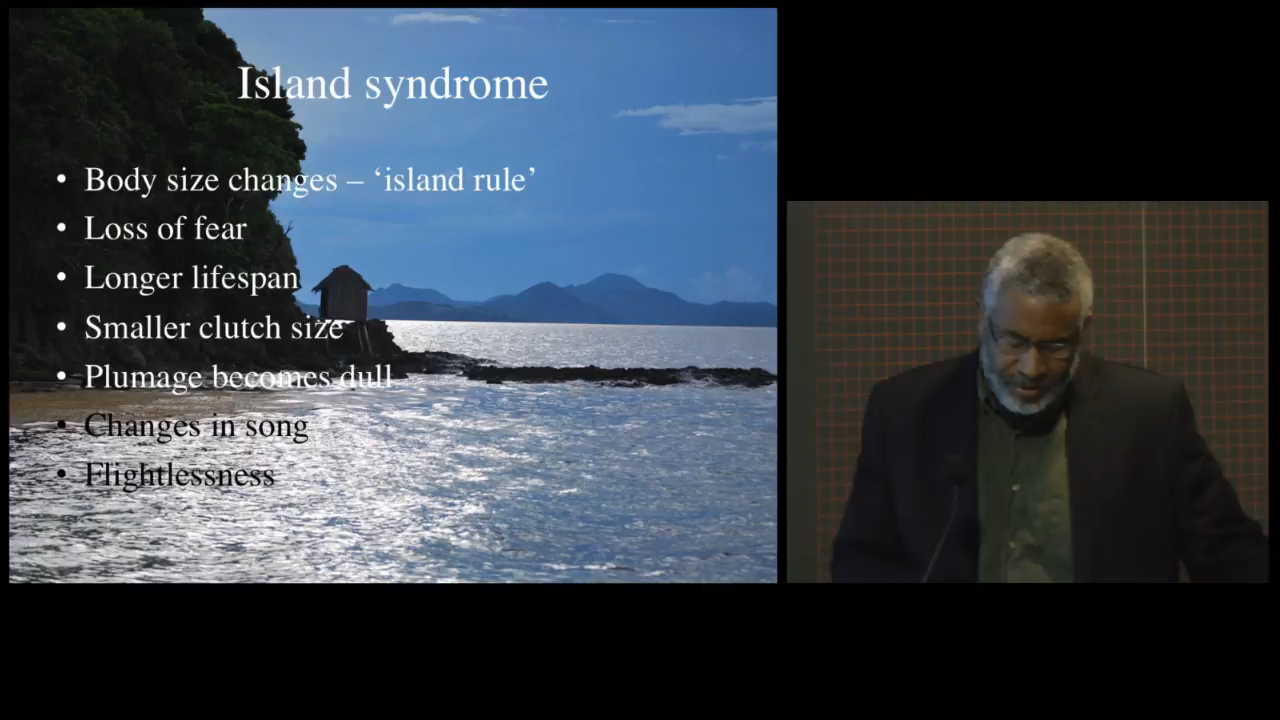 Island syndrome
• Body size changes – ‘island rule’
• Loss of fear
• Longer lifespan
• Smaller clutch size
• Plumage becomes dull
• Changes in song
• Flightlessness